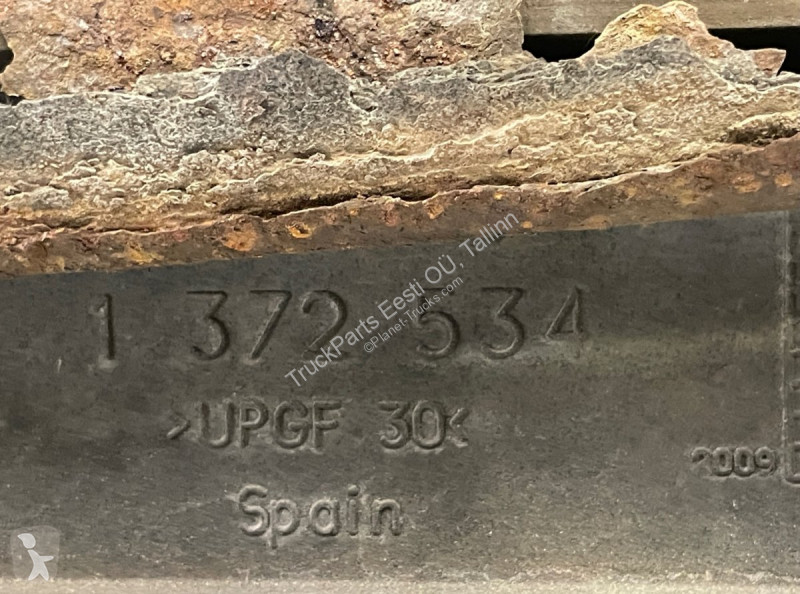 1 372 534
>UPGF 30<
2009
Spain
TruckParts Eesti OÜ, Tallinn
©Planet-Trucks.com